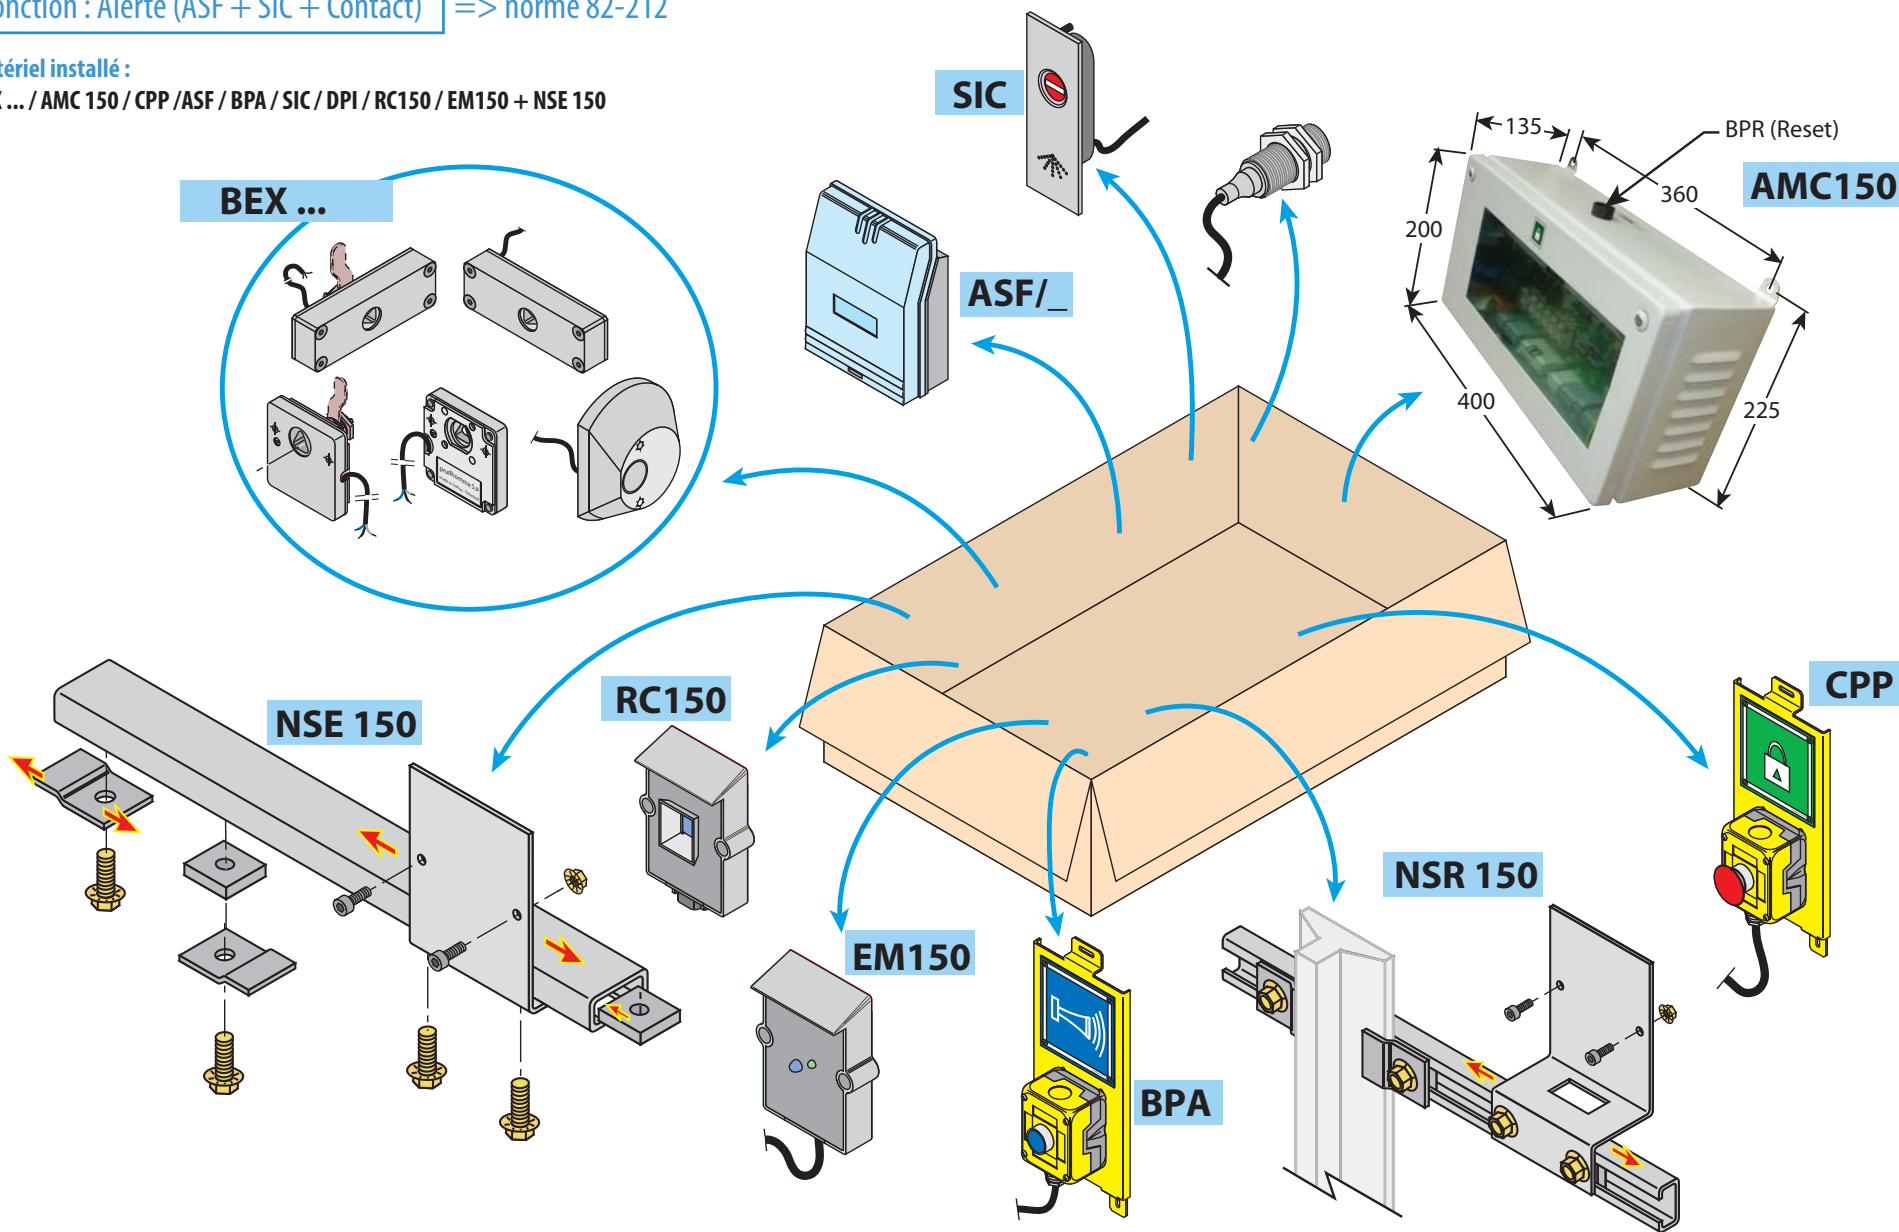 onction : Alerte (ASF + SIC + Contact) => norme 82-212
tériel installé :
... / AMC 150 / CPP /ASF / BPA / SIC / DPI / RC150 / EM150 + NSE 150
SIC
BPR (Reset)
135
AMC150
360
200
BEX ...
ASF/_
400
225
prudhomme S.a
RC150
CPP
NSE 150
NSR 150
EM150
BPA